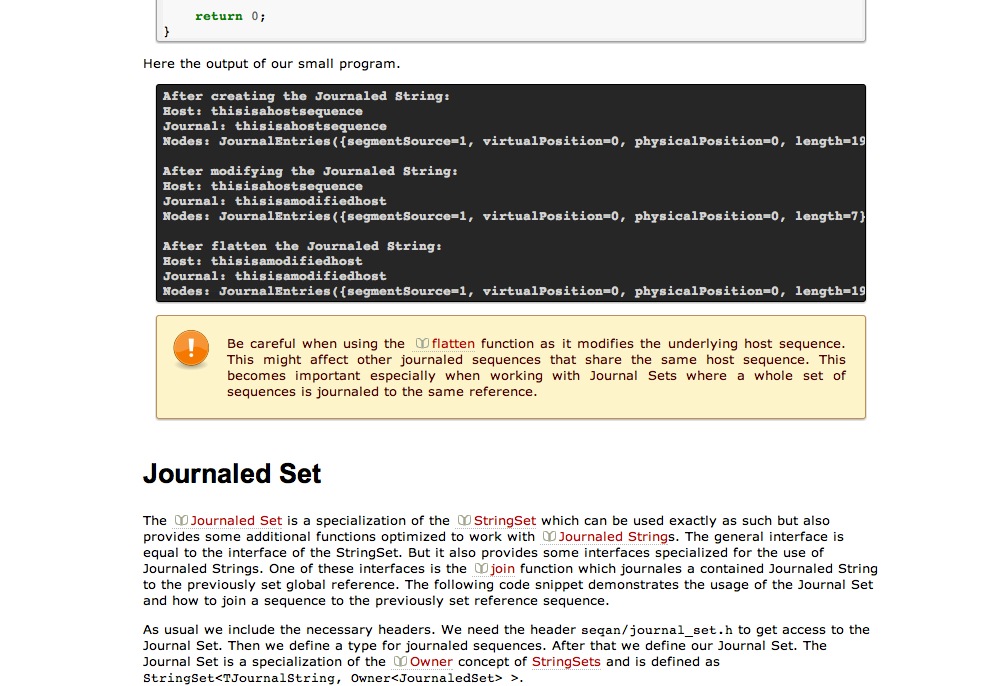 return 0;
}
Here the output of our small program.
After creating the Journaled String:
Host: thisisahostsequence
Journal: thisisahostsequence
Nodes: JournalEntries({segmentSource=1, virtualPosition=0, physicalPosition=0, length=19
After modifying the Journaled String:
Host: thisisahostsequence
Journal: thisisamodifiedhost
Nodes: JournalEntries({segmentSource=1, virtualPosition=0, physicalPosition=0, length=7}
After flatten the Journaled String:
Host: thisisamodifiedhost
Journal: thisisamodifiedhost
Nodes: JournalEntries({segmentSource=1, virtualPosition=0, physicalPosition=0, length=19
Be careful when using the flatten function as it modifies the underlying host sequence.
This might affect other journaled sequences that share the same host sequence. This
becomes important especially when working with Journal Sets where a whole set of
sequences is journaled to the same reference.
Journaled Set
The Journaled Set is a specialization of the StringSet which can be used exactly as such but also
provides some additional functions optimized to work with Journaled Strings. The general interface is
equal to the interface of the StringSet. But it also provides some interfaces specialized for the use of
Journaled Strings. One of these interfaces is the join function which journales a contained Journaled String
to the previously set global reference. The following code snippet demonstrates the usage of the Journal Set
and how to join a sequence to the previously set reference sequence.
As usual we include the necessary headers. We need the header seqan/journal_set.h to get access to the
Journal Set. Then we define a type for journaled sequences. After that we define our Journal Set. The
Journal Set is a specialization of the Owner concept of StringSets and is defined as
StringSet<TJournalString, Owner<JournaledSet> >.